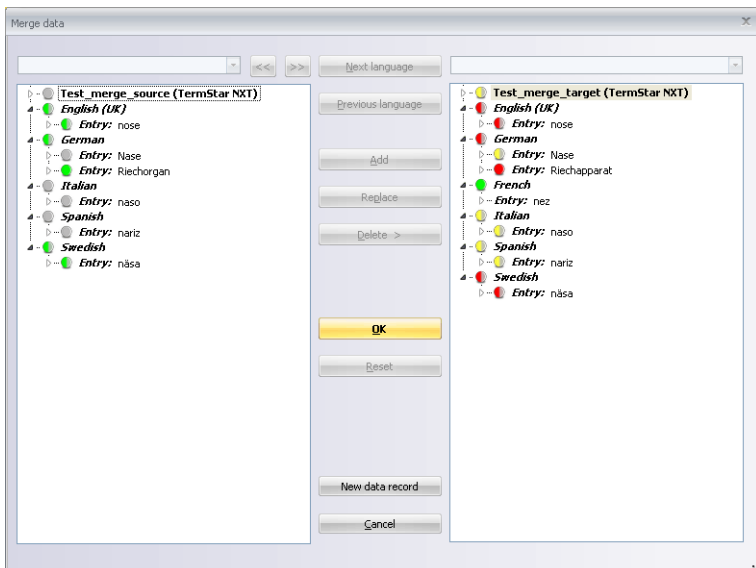 Merge data
<< >>
Next language
Previous language
Add
Replace
Delete >
OK
Reset
New data record
Cancel
Test_merge_source (TermStar NXT)
English (UK)
Entry: nose
German
Entry: Nase
Entry: Riechorgan
Italian
Entry: naso
Spanish
Entry: nariz
Swedish
Entry: näsa
Test_merge_target (TermStar NXT)
English (UK)
Entry: nose
German
Entry: Nase
Entry: Riechapparat
French
Entry: nez
Italian
Entry: naso
Spanish
Entry: nariz
Swedish
Entry: näsa